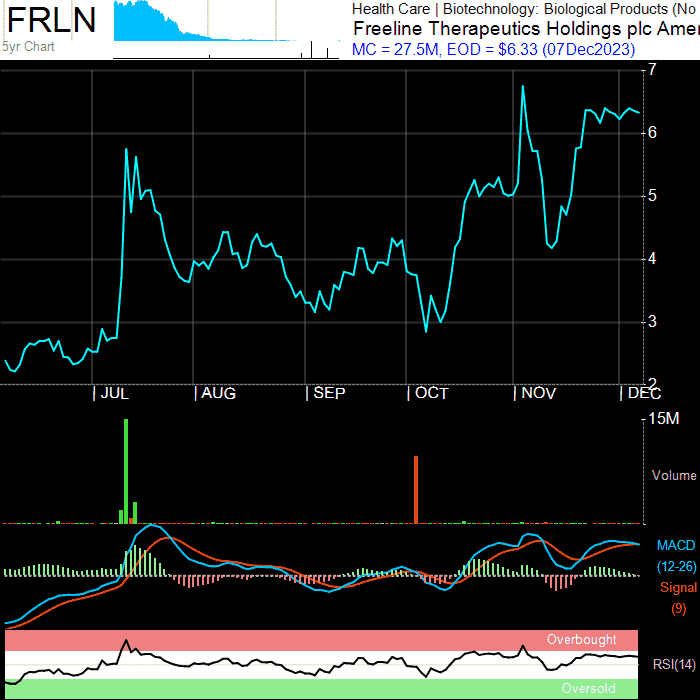 FRLN
5yr Chart
Health Care | Biotechnology: Biological Products (No
Freeline Therapeutics Holdings plc Amer
MC = 27.5M, EOD = $6.33 (07Dec2023)
7
6
5
4
3
2
| JUL | AUG | SEP | OCT | NOV | DEC
15M
Volume
MACD
(12-26)
Signal
(9)
Overbought
RSI(14)
Oversold